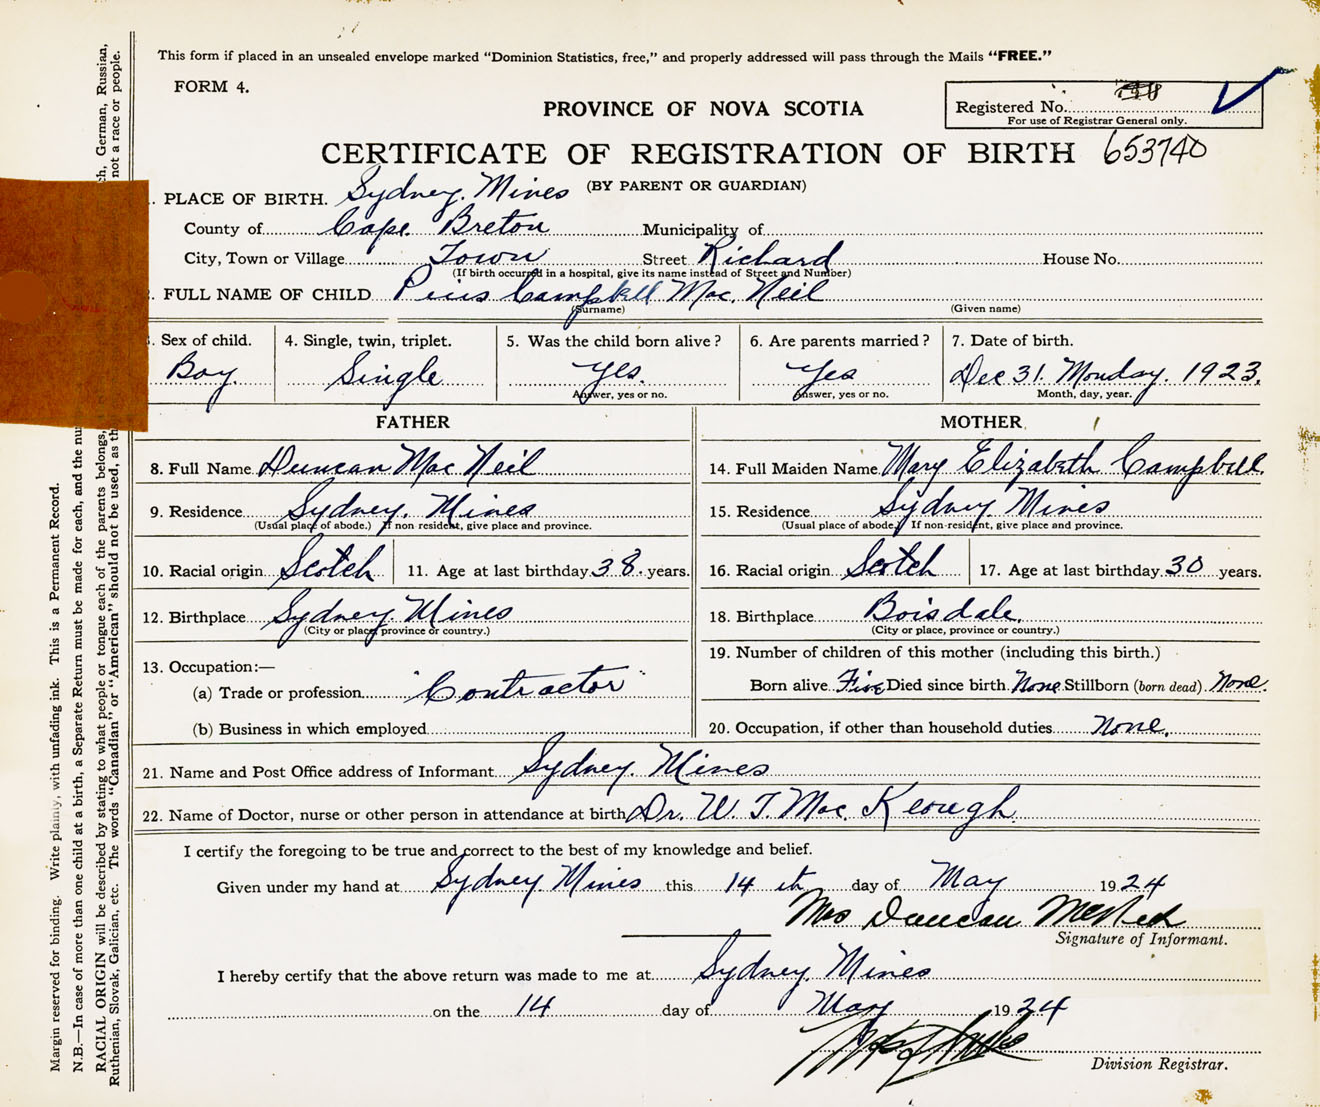 This form if placed in an unsealed envelope marked "Dominion Statistics, free," and properly addressed will pass through the Mails "FREE."
FORM 4.
PROVINCE OF NOVA SCOTIA
Registered No.
For use of Registrar General only.
CERTIFICATE OF REGISTRATION OF BIRTH 653740
(BY PARENT OR GUARDIAN)
. PLACE OF BIRTH. Sydney. Mines
County of Cape Breton Municipality of
City, Town or Village Town Street Richard House No.
(If birth occurred in a hospital, give its name instead of Street and Number)
. FULL NAME OF CHILD Pius Campbell Mac. Neil
(Surname) (Given name)
. Sex of child. 4. Single, twin, triplet. 5. Was the child born alive? 6. Are parents married? 7. Date of birth.
Boy. Single Yes. Yes Dec 31. Monday. 1923.
Answer, yes or no. Answer, yes or no. Month, day, year.
FATHER MOTHER
8. Full Name Duncan Mac Neil 14. Full Maiden Name Mary Elizabeth Campbell.
9. Residence Sydney. Mines 15. Residence Sydney Mines
(Usual place of abode.) If non resident, give place and province. (Usual place of abode.) If non-resident, give place and province.
10. Racial origin Scotch 11. Age at last birthday 38. years. 16. Racial origin Scotch 17. Age at last birthday 30 years.
12. Birthplace Sydney. Mines 18. Birthplace Boisdale.
(City or place, province or country.) (City or place, province or country.)
13. Occupation:— 19. Number of children of this mother (including this birth.)
(a) Trade or profession "Contractor" Born alive Five Died since birth None Stillborn (born dead) None.
(b) Business in which employed 20. Occupation, if other than household duties None.
21. Name and Post Office address of Informant Sydney. Mines
22. Name of Doctor, nurse or other person in attendance at birth Dr. W. T. Mac. Keough.
I certify the foregoing to be true and correct to the best of my knowledge and belief.
Given under my hand at Sydney Mines this 14 th day of May 1924
Mrs Duncan McNeil
Signature of Informant.
I hereby certify that the above return was made to me at Sydney. Mines
on the 14 day of May 1924
Division Registrar.
Margin reserved for binding. Write plainly, with unfading ink. This is a Permanent Record.
N.B.—In case of more than one child at a birth, a Separate Return must be made for each, and the nu
RACIAL ORIGIN will be described by stating to what people or tongue each of the parents belongs, ch, German, Russian,
Ruthenian, Slovak, Galician, etc. The words "Canadian" or "American" should not be used, as th not a race or people.